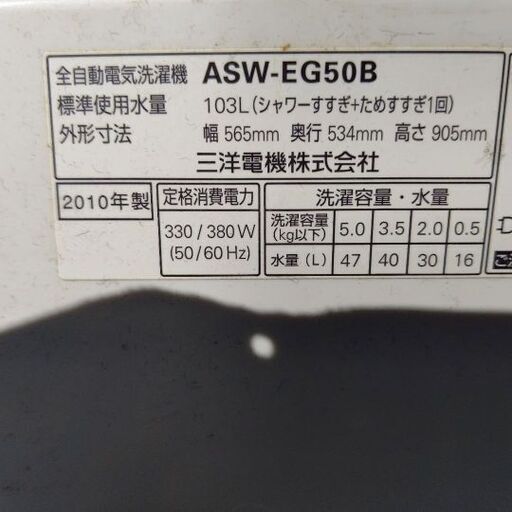 全自動電気洗濯機 ASW-EG50B
標準使用水量 103L(シャワーすすぎ+ためすすぎ1回)
外形寸法 幅 565mm 奥行 534mm 高さ 905mm
三洋電機株式会社
2010年製
定格消費電力
330 / 380W
(50/60Hz)
洗濯容量・水量
洗濯容量(kg以下) 5.0 3.5 2.0 0.5
水量(L) 47 40 30 16